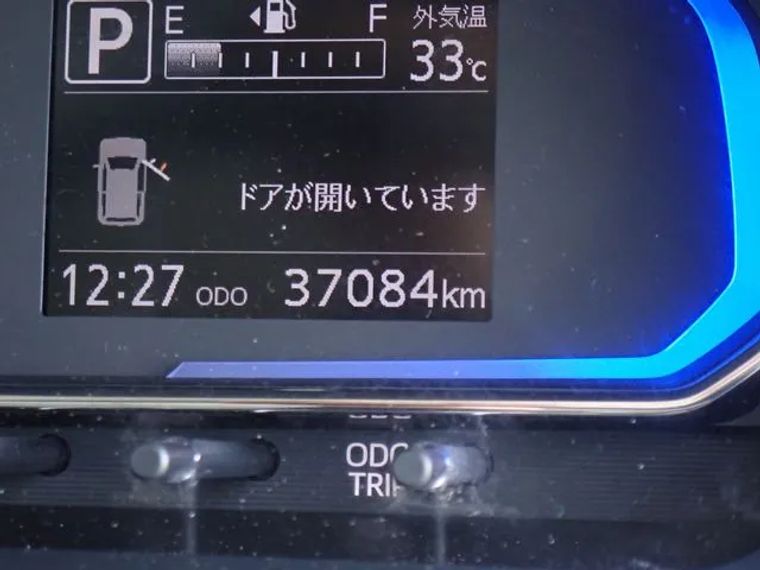 P E F 外気温
33℃
ドアが開いています
12:27 ODO 37084km
ODO
TRIP